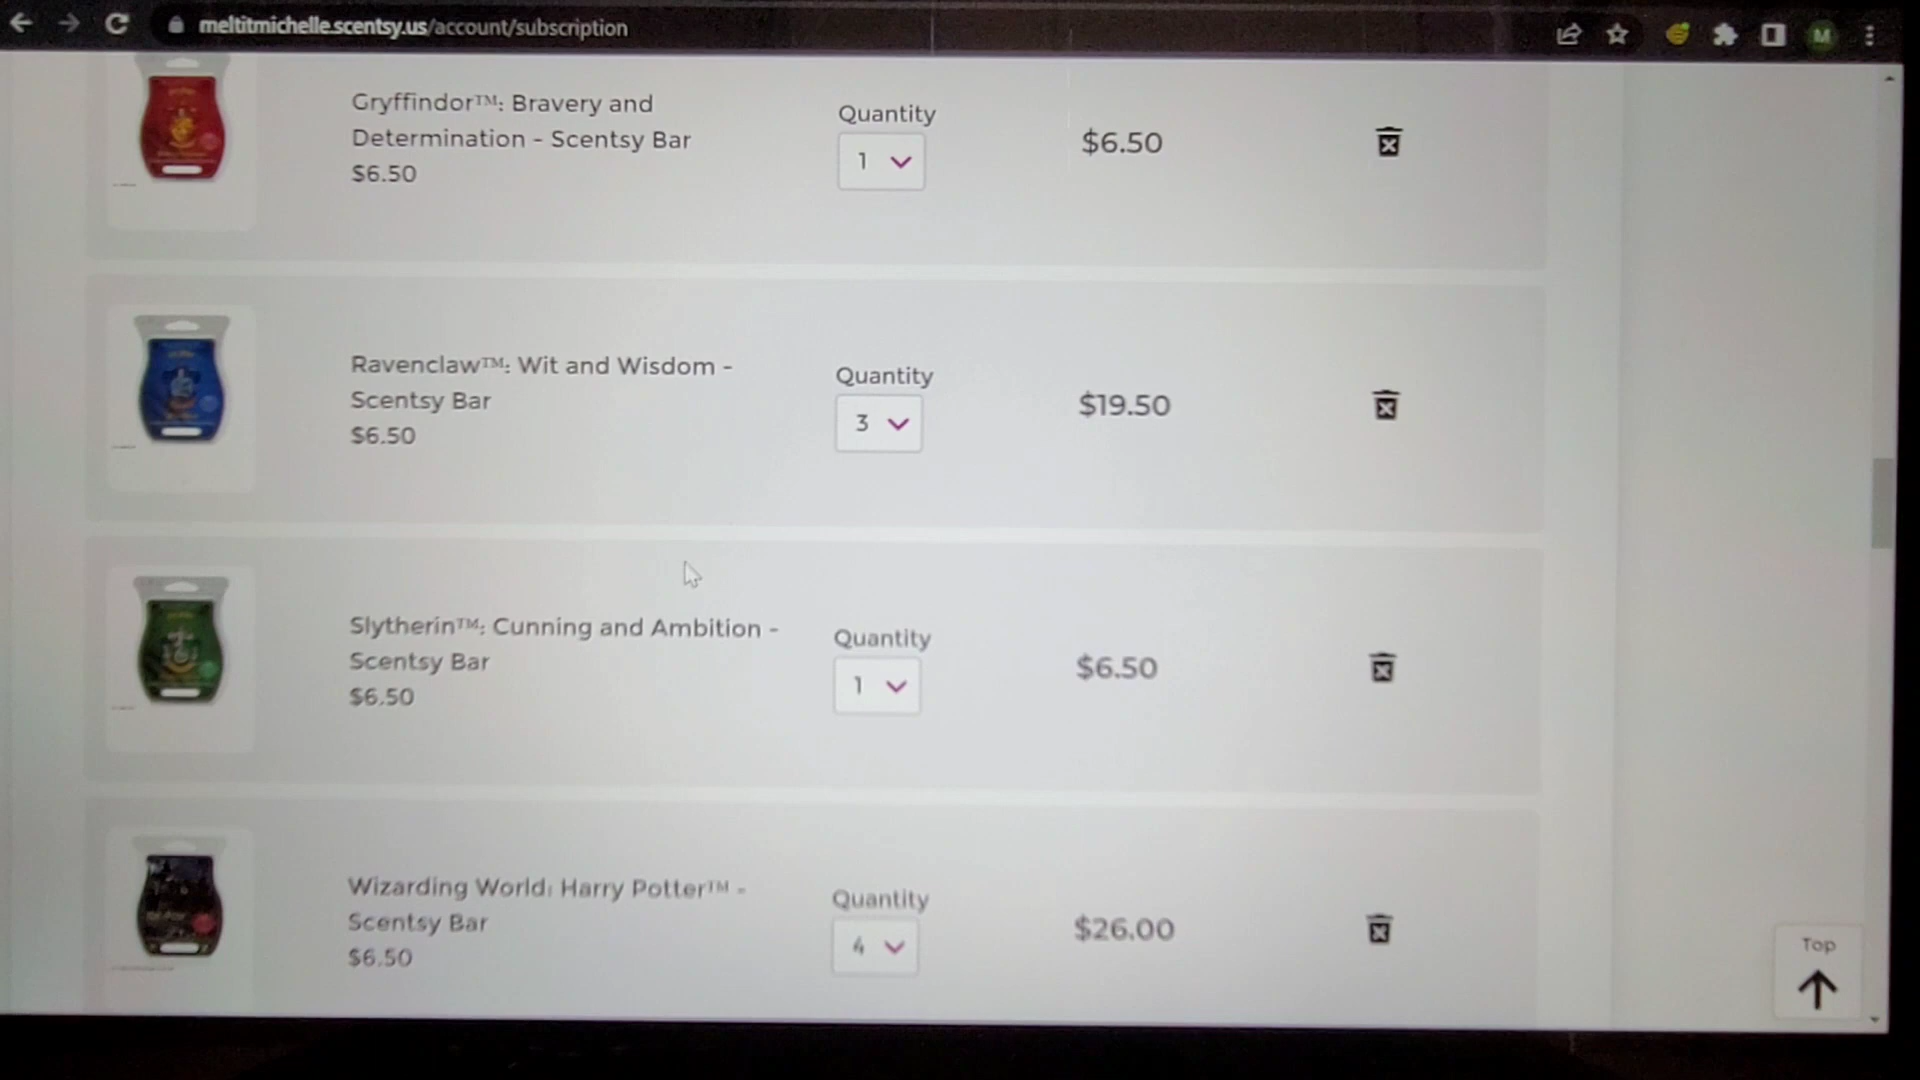 meltitmichelle.scentsy.us/account/subscription
M
Gryffindor™: Bravery and
Determination - Scentsy Bar
$6.50
Quantity
1
$6.50
Ravenclaw™: Wit and Wisdom -
Scentsy Bar
$6.50
Quantity
3
$19.50
Slytherin™: Cunning and Ambition -
Scentsy Bar
$6.50
Quantity
1
$6.50
Wizarding World: Harry Potter™ -
Scentsy Bar
$6.50
Quantity
4
$26.00
Top